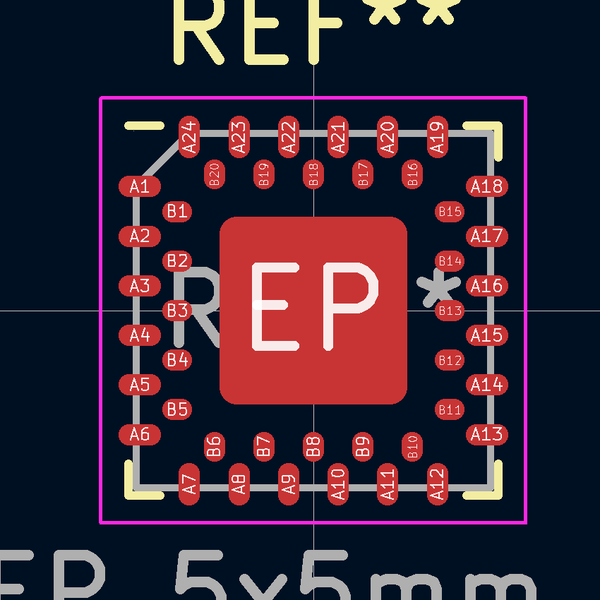 REF**
A24 A23 A22 A21 A20 A19
B20 B19 B18 B17 B16
A1 A18
B1 B15
A2 A17
B2 B14
A3 A16
R EP *
B3 B13
A4 A15
B4 B12
A5 A14
B5 B11
A6 A13
B6 B7 B8 B9 B10
A7 A8 A9 A10 A11 A12
EP 5x5mm